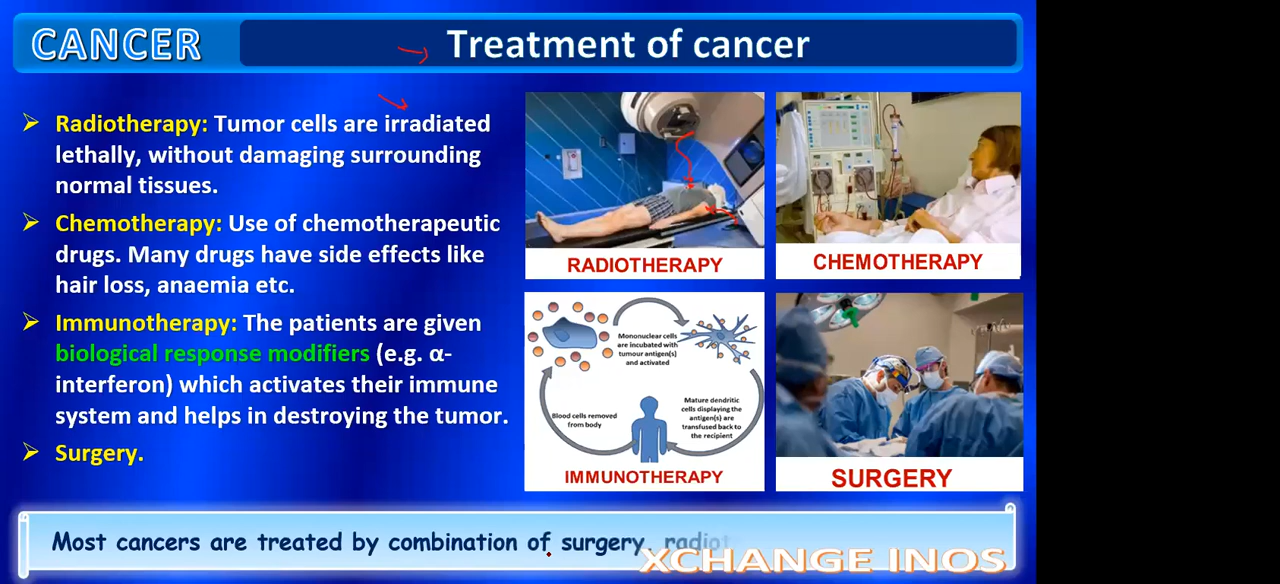 CANCER
Treatment of cancer
Radiotherapy: Tumor cells are irradiated
lethally, without damaging surrounding
normal tissues.
Chemotherapy: Use of chemotherapeutic
drugs. Many drugs have side effects like
hair loss, anaemia etc.
Immunotherapy: The patients are given
biological response modifiers (e.g. α-
interferon) which activates their immune
system and helps in destroying the tumor.
Surgery.
RADIOTHERAPY
CHEMOTHERAPY
Mononuclear cells
are incubated with
tumour antigen(s)
and activated
Blood cells removed
from body
Mature dendritic
cells displaying the
antigen(s) are
transfused back to
the recipient
IMMUNOTHERAPY
SURGERY
Most cancers are treated by combination of surgery,
XCHANGE INOS